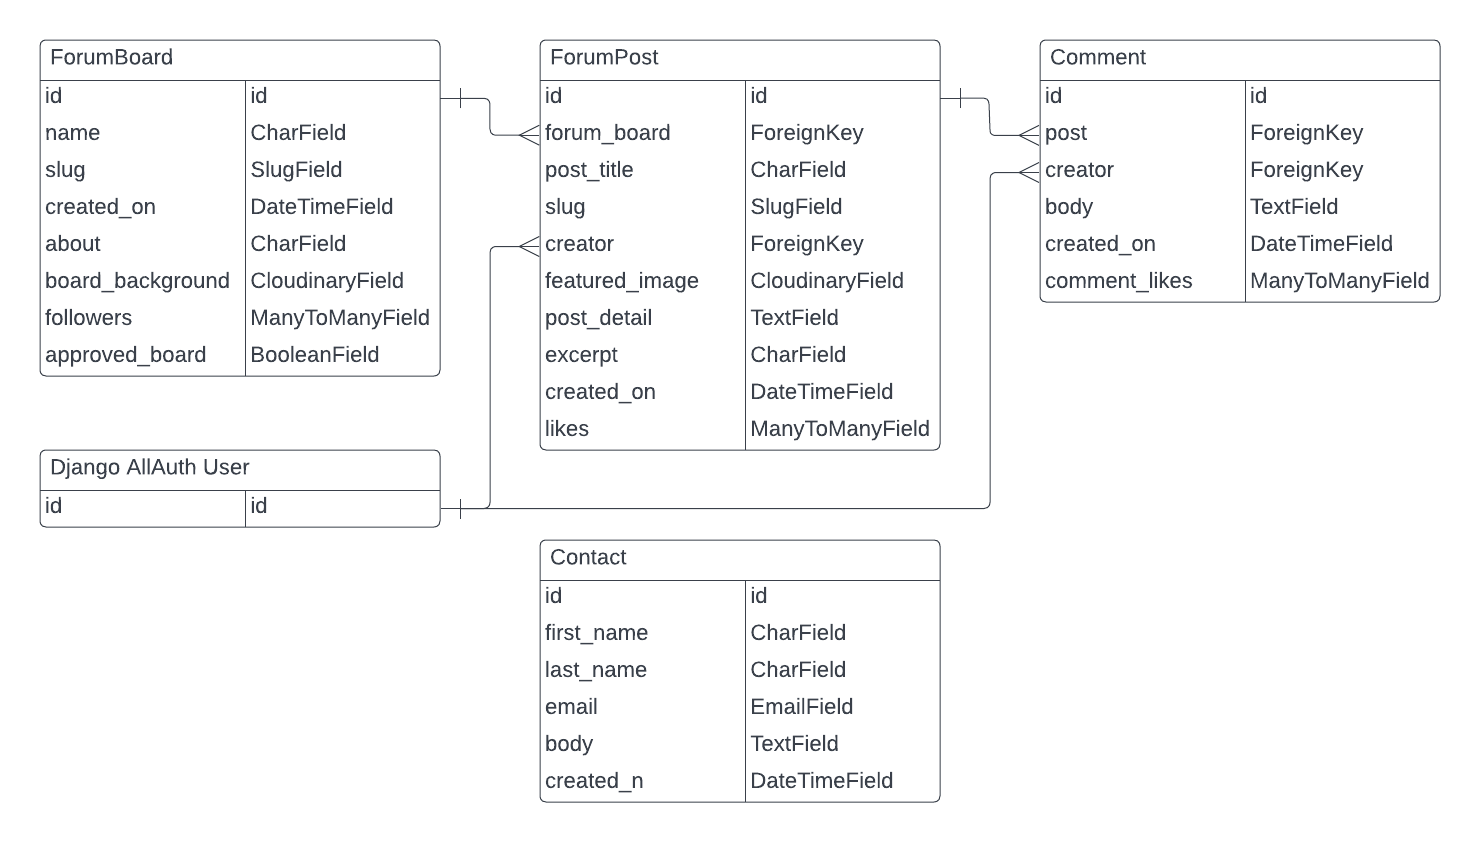 ForumBoard
id id
name CharField
slug SlugField
created_on DateTimeField
about CharField
board_background CloudinaryField
followers ManyToManyField
approved_board BooleanField
Django AllAuth User
id id
ForumPost
id id
forum_board ForeignKey
post_title CharField
slug SlugField
creator ForeignKey
featured_image CloudinaryField
post_detail TextField
excerpt CharField
created_on DateTimeField
likes ManyToManyField
Comment
id id
post ForeignKey
creator ForeignKey
body TextField
created_on DateTimeField
comment_likes ManyToManyField
Contact
id id
first_name CharField
last_name CharField
email EmailField
body TextField
created_n DateTimeField